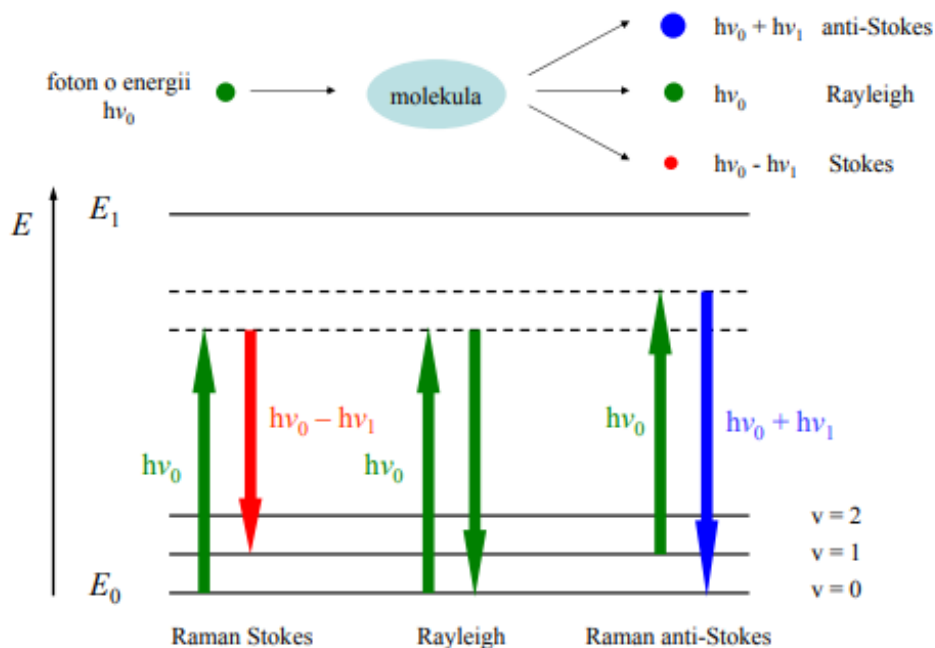 hν₀ + hν₁ anti-Stokes
foton o energii
hν₀
molekula
hν₀ Rayleigh
hν₀ - hν₁ Stokes
E
E₁
hν₀ – hν₁
hν₀
hν₀
hν₀
hν₀ + hν₁
v = 2
v = 1
E₀
v = 0
Raman Stokes Rayleigh Raman anti-Stokes